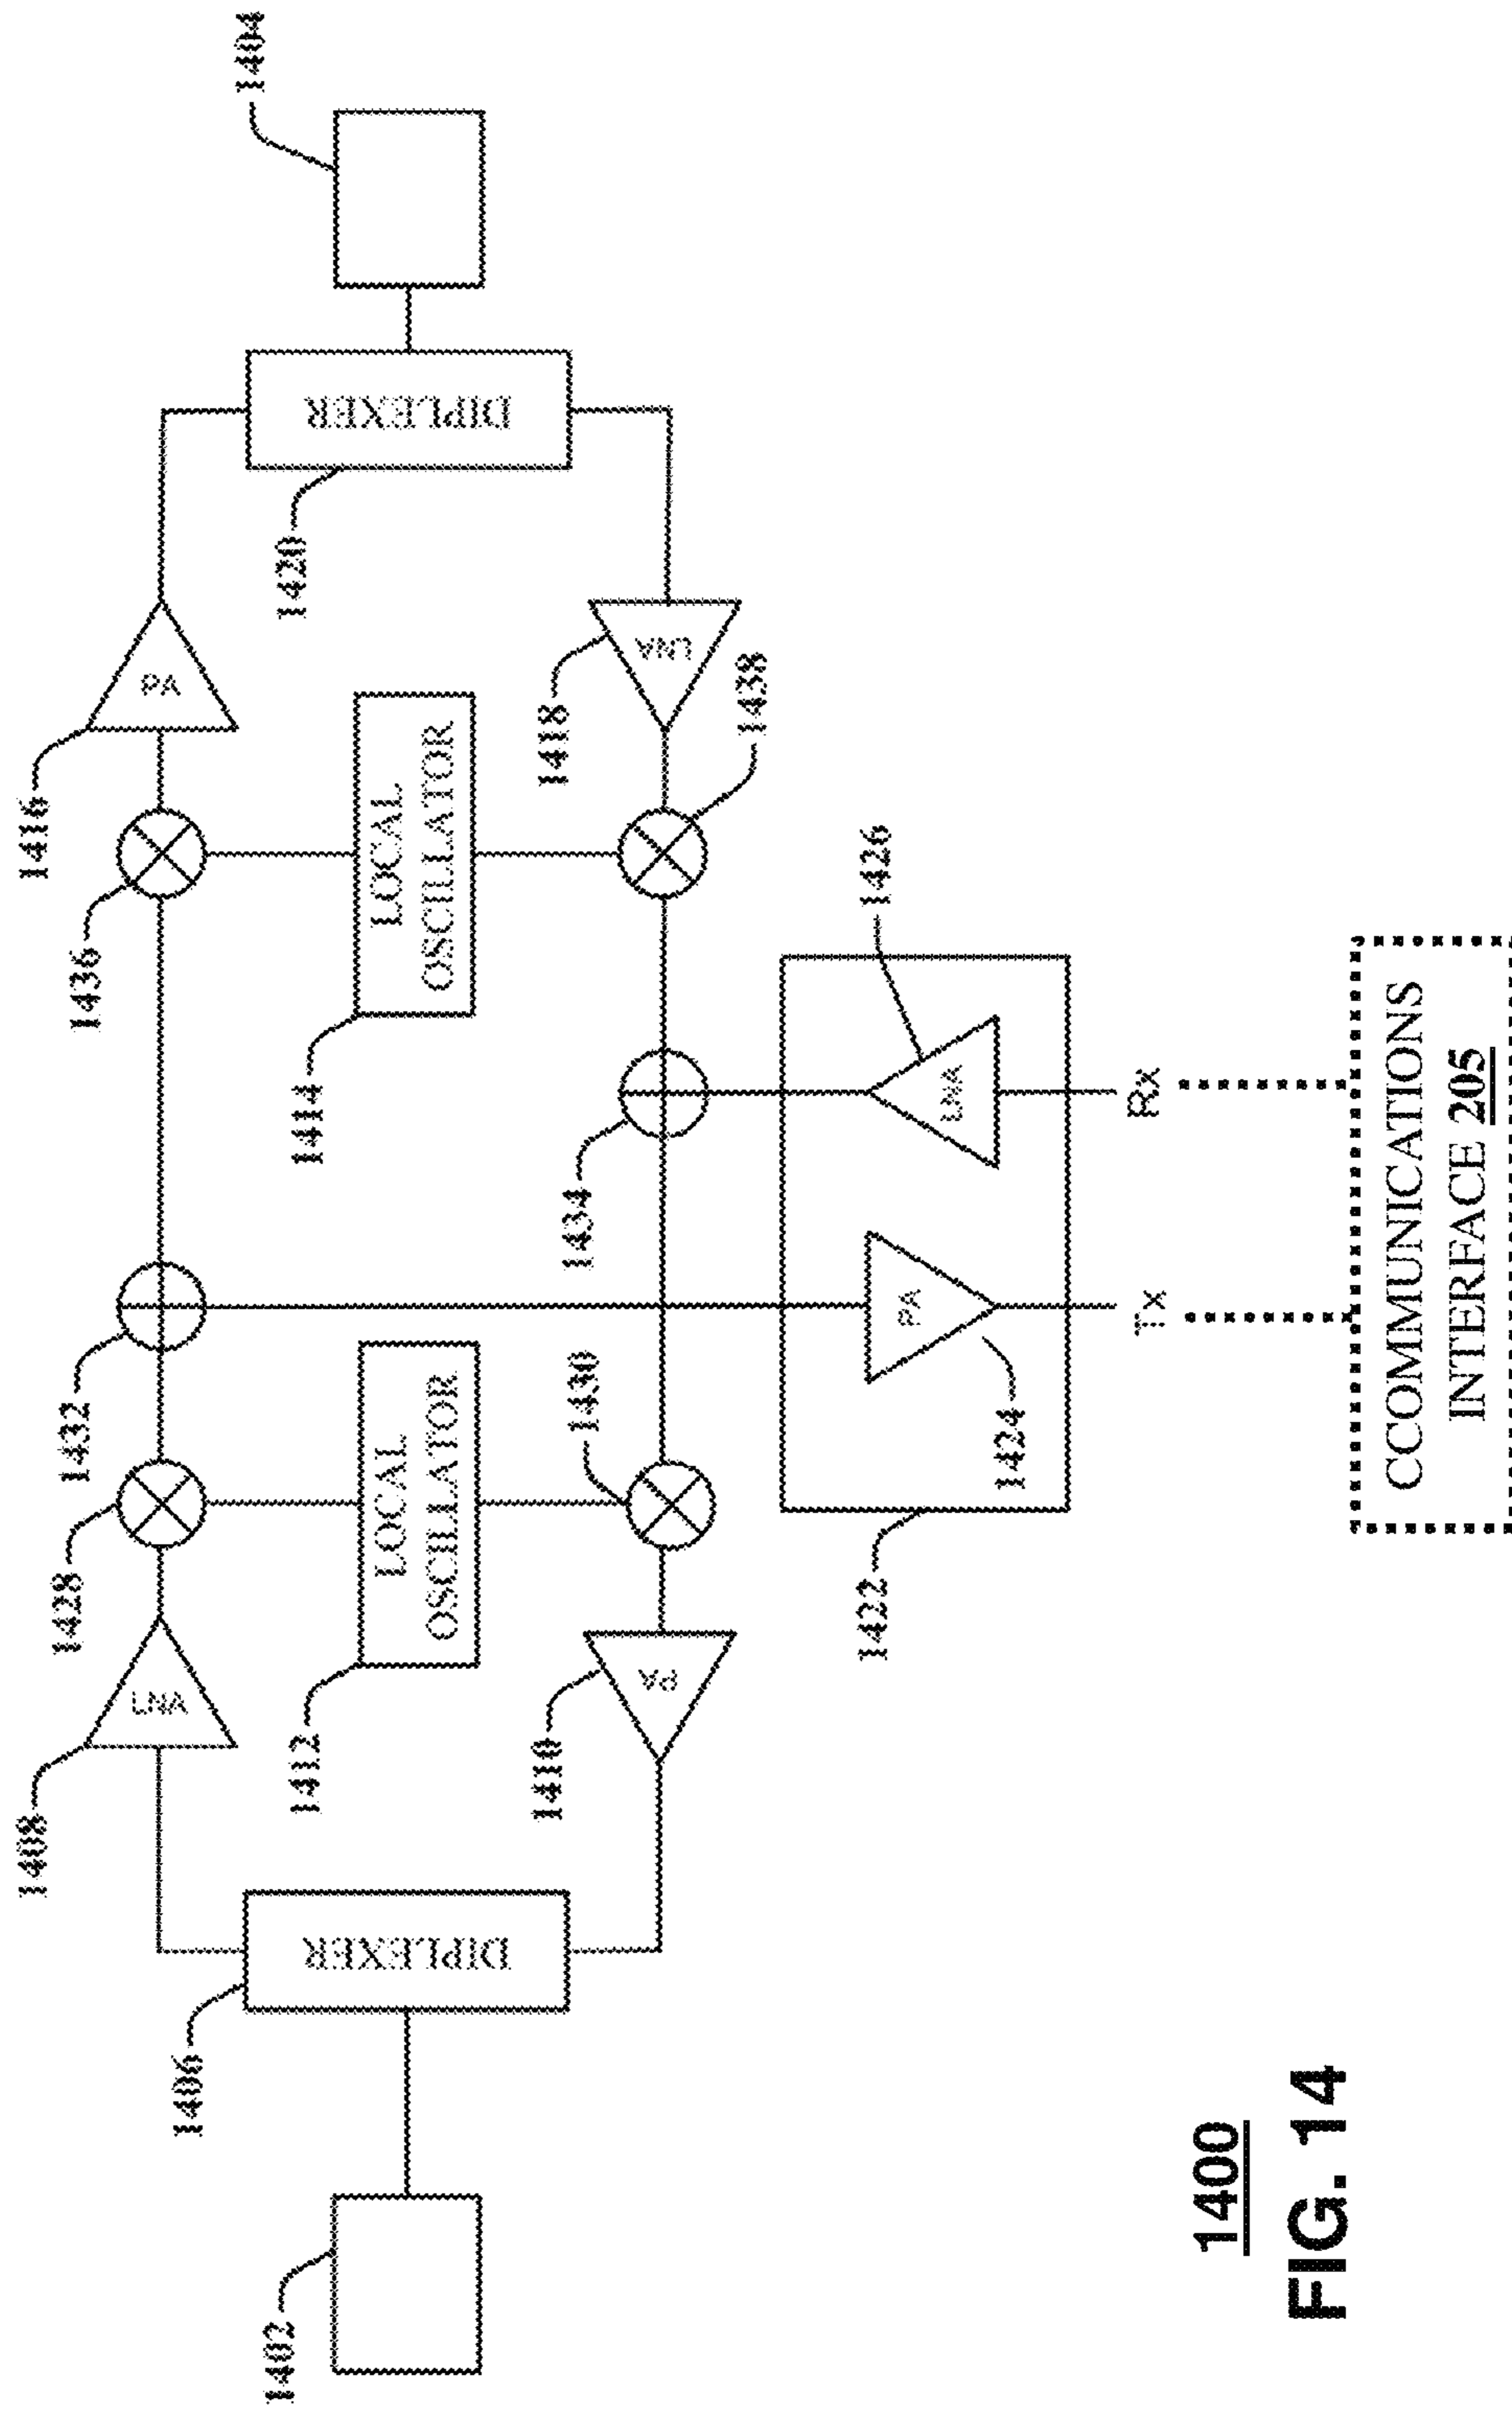 1404
1416
PA
DIPLEXER
1420
1436
LOCAL
OSCILLATOR
1414
LNA
1418
1438
1432
1434
1426
LNA
Rx
1428
LNA
1408
LOCAL
OSCILLATOR
1412
1430
PA
1410
PA
1424
Tx
1422
CCOMMUNICATIONS
INTERFACE 205
DIPLEXER
1406
1402
1400
FIG. 14